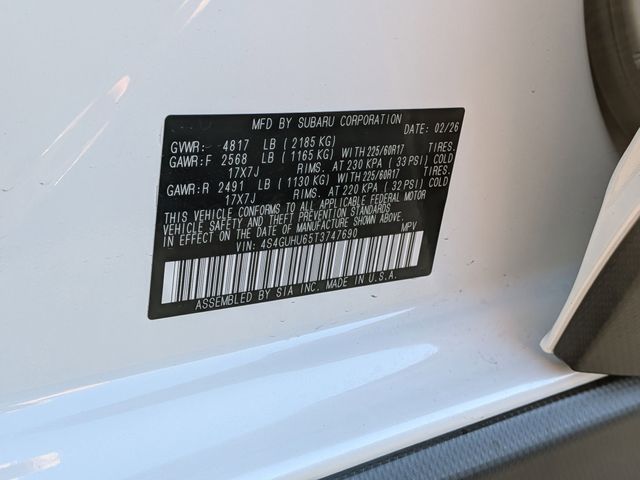 MFD BY SUBARU CORPORATION
DATE: 02/26
GVWR: 4817 LB (2185 KG)
GAWR:F 2568 LB (1165 KG) WITH 225/60R17 TIRES.
17X7J RIMS. AT 230 KPA (33 PSI) COLD
GAWR:R 2491 LB (1130 KG) WITH 225/60R17 TIRES.
17X7J RIMS. AT 220 KPA (32 PSI) COLD
THIS VEHICLE CONFORMS TO ALL APPLICABLE FEDERAL MOTOR
VEHICLE SAFETY AND THEFT PREVENTION STANDARDS
IN EFFECT ON THE DATE OF MANUFACTURE SHOWN ABOVE.
VIN: 4S4GUHU65T3747690 MPV
ASSEMBLED BY SIA INC. MADE IN U.S.A.